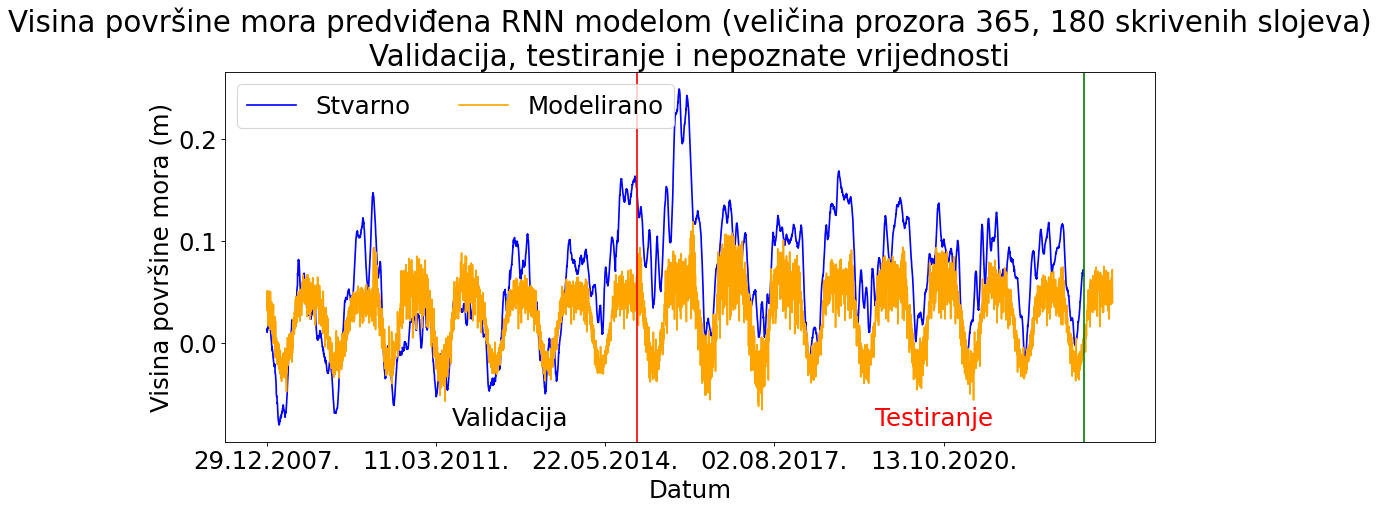 Visina površine mora predviđena RNN modelom (veličina prozora 365, 180 skrivenih slojeva)
Validacija, testiranje i nepoznate vrijednosti
Stvarno
Modelirano
Visina površine mora (m)
0.2
0.1
0.0
Validacija
Testiranje
29.12.2007.
11.03.2011.
22.05.2014.
02.08.2017.
13.10.2020.
Datum